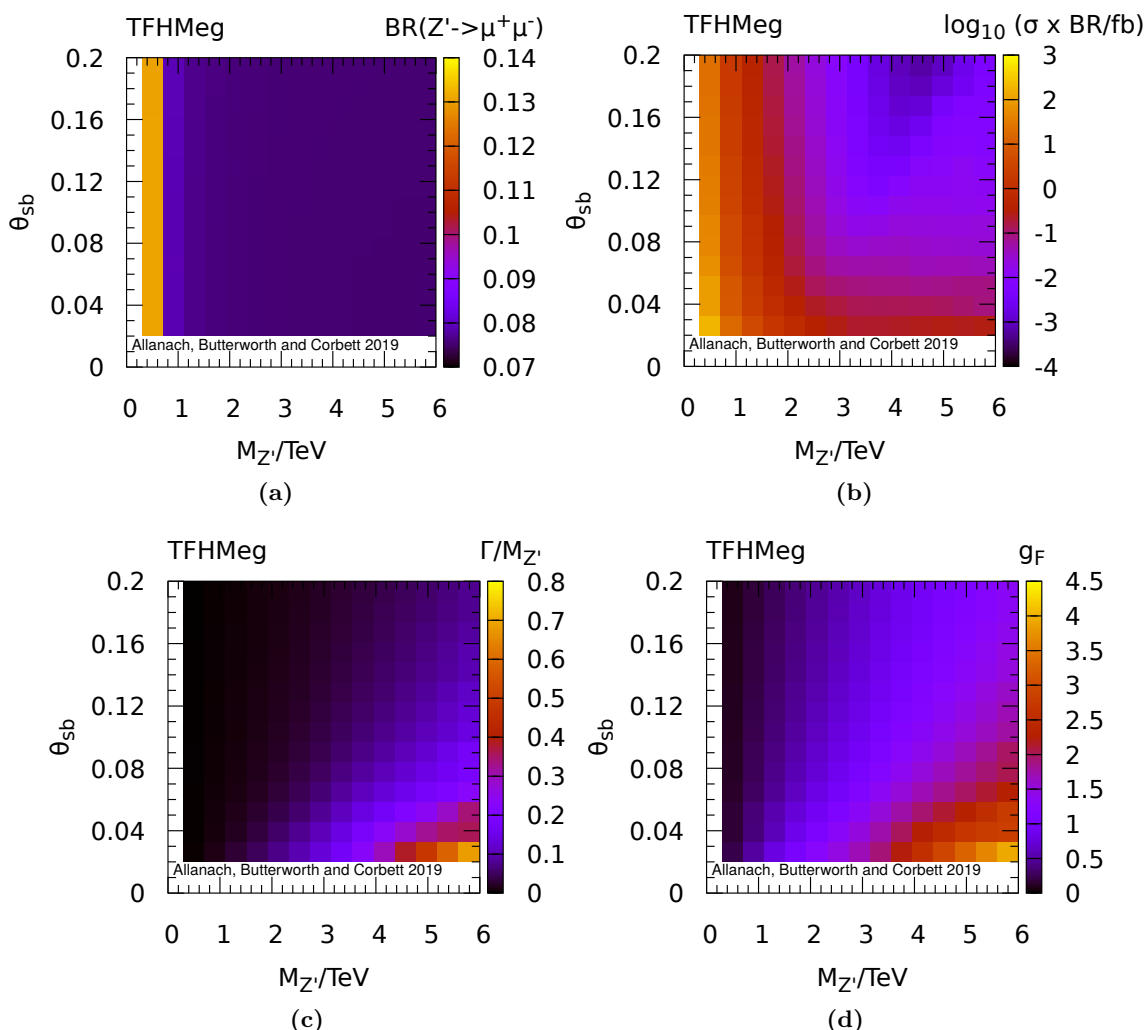 TFHMeg BR(Z'->μ⁺μ⁻)
0.2 0.14
0.13
0.16
0.12
0.12 0.11
θsb
0.1
0.08
0.09
0.04
0.08
Allanach, Butterworth and Corbett 2019
0 0.07
0 1 2 3 4 5 6
MZ'/TeV
(a)
TFHMeg log₁₀ (σ x BR/fb)
0.2 3
2
0.16
1
0.12 0
θsb
-1
0.08
-2
0.04
-3
Allanach, Butterworth and Corbett 2019
0 -4
0 1 2 3 4 5 6
MZ'/TeV
(b)
TFHMeg Γ/MZ'
0.2 0.8
0.7
0.16
0.6
0.12 0.5
θsb
0.4
0.08
0.3
0.2
0.04
0.1
Allanach, Butterworth and Corbett 2019
0 0
0 1 2 3 4 5 6
MZ'/TeV
(c)
TFHMeg gF
0.2 4.5
4
0.16
3.5
3
0.12
2.5
θsb
2
0.08
1.5
1
0.04
0.5
Allanach, Butterworth and Corbett 2019
0 0
0 1 2 3 4 5 6
MZ'/TeV
(d)